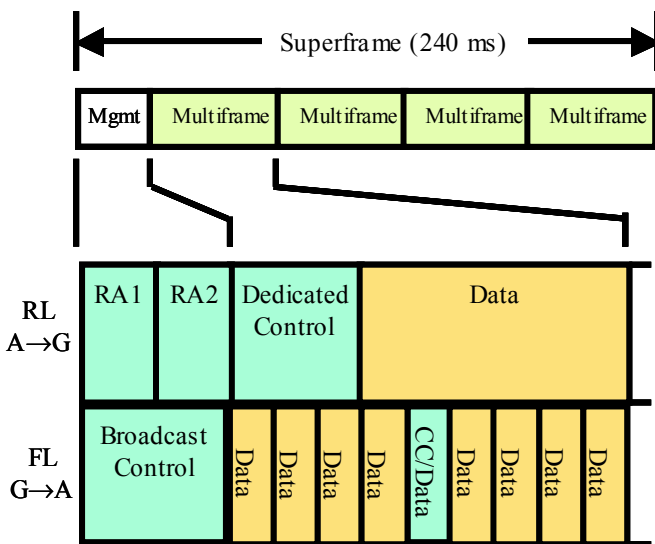 Superframe (240 ms)
Mgmt Multiframe Multiframe Multiframe Multiframe
RL
A→G
RA1 RA2 Dedicated
Control
Data
FL
G→A
Broadcast
Control
Data
Data
Data
Data
CC/Data
Data
Data
Data
Data